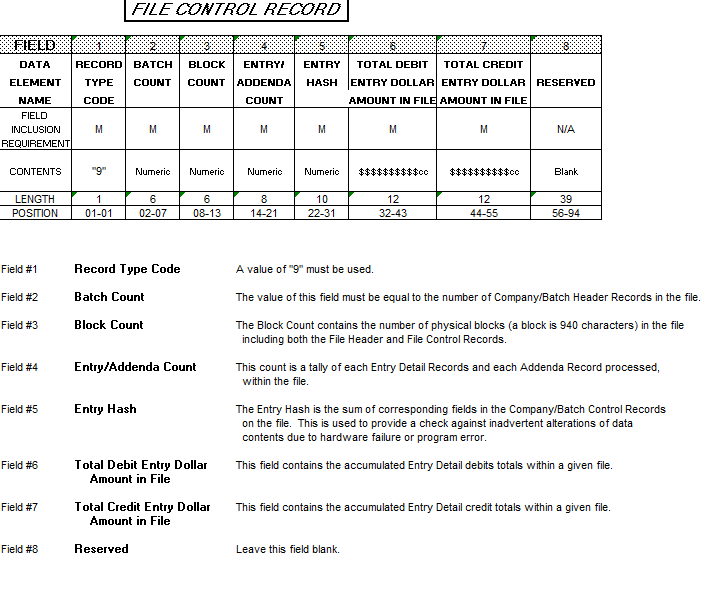 FILE CONTROL RECORD
FIELD 1 2 3 4 5 6 7 8
DATA RECORD BATCH BLOCK ENTRY/ ENTRY TOTAL DEBIT TOTAL CREDIT
ELEMENT TYPE COUNT COUNT ADDENDA HASH ENTRY DOLLAR ENTRY DOLLAR RESERVED
NAME CODE COUNT AMOUNT IN FILE AMOUNT IN FILE
FIELD
INCLUSION M M M M M M M N/A
REQUIREMENT
CONTENTS "9" Numeric Numeric Numeric Numeric $$$$$$$$$$cc $$$$$$$$$$cc Blank
LENGTH 1 6 6 8 10 12 12 39
POSITION 01-01 02-07 08-13 14-21 22-31 32-43 44-55 56-94
Field #1 Record Type Code A value of "9" must be used.
Field #2 Batch Count The value of this field must be equal to the number of Company/Batch Header Records in the file.
Field #3 Block Count The Block Count contains the number of physical blocks (a block is 940 characters) in the file
including both the File Header and File Control Records.
Field #4 Entry/Addenda Count This count is a tally of each Entry Detail Records and each Addenda Record processed,
within the file.
Field #5 Entry Hash The Entry Hash is the sum of corresponding fields in the Company/Batch Control Records
on the file. This is used to provide a check against inadvertent alterations of data
contents due to hardware failure or program error.
Field #6 Total Debit Entry Dollar This field contains the accumulated Entry Detail debits totals within a given file.
Amount in File
Field #7 Total Credit Entry Dollar This field contains the accumulated Entry Detail credit totals within a given file.
Amount in File
Field #8 Reserved Leave this field blank.